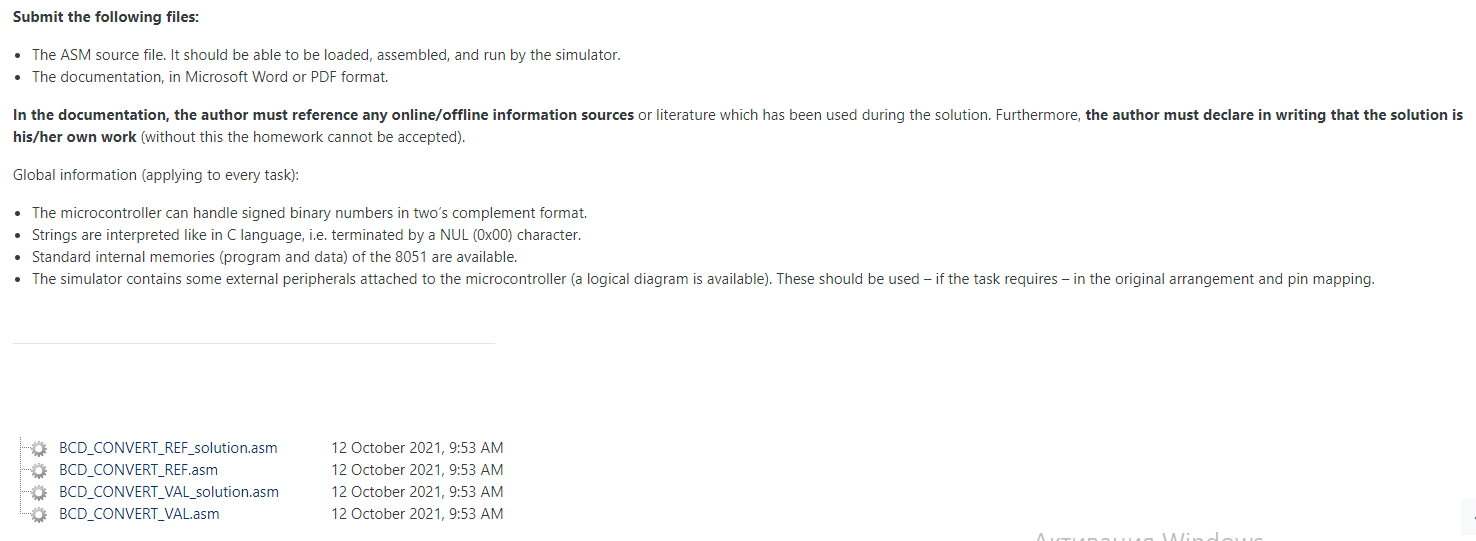 Submit the following files:
• The ASM source file. It should be able to be loaded, assembled, and run by the simulator.
• The documentation, in Microsoft Word or PDF format.
In the documentation, the author must reference any online/offline information sources or literature which has been used during the solution. Furthermore, the author must declare in writing that the solution is
his/her own work (without this the homework cannot be accepted).
Global information (applying to every task):
• The microcontroller can handle signed binary numbers in two's complement format.
• Strings are interpreted like in C language, i.e. terminated by a NUL (0x00) character.
• Standard internal memories (program and data) of the 8051 are available.
• The simulator contains some external peripherals attached to the microcontroller (a logical diagram is available). These should be used – if the task requires – in the original arrangement and pin mapping.
BCD_CONVERT_REF_solution.asm 12 October 2021, 9:53 AM
BCD_CONVERT_REF.asm 12 October 2021, 9:53 AM
BCD_CONVERT_VAL_solution.asm 12 October 2021, 9:53 AM
BCD_CONVERT_VAL.asm 12 October 2021, 9:53 AM
Активация Windows